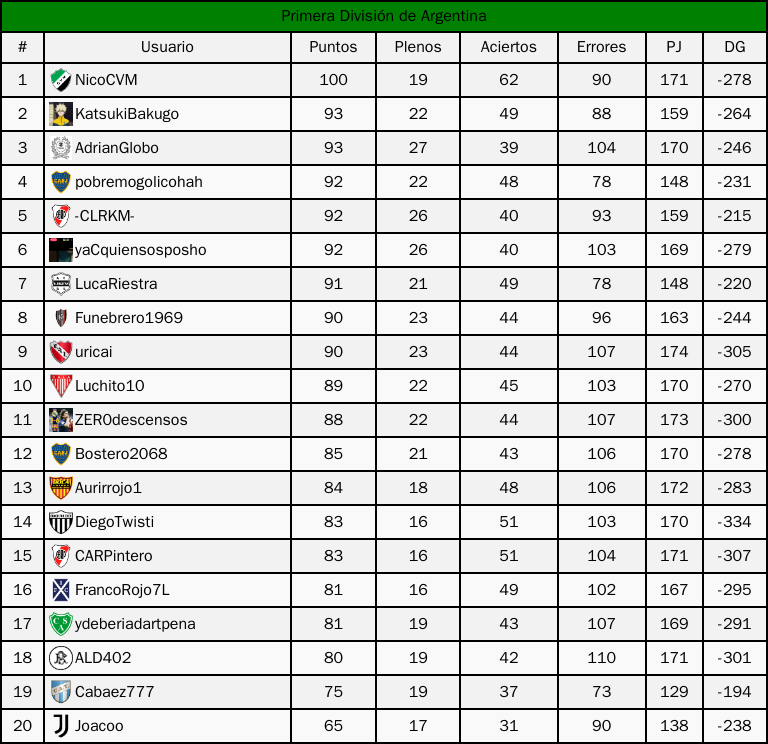 Primera División de Argentina
# Usuario Puntos Plenos Aciertos Errores PJ DG
1 NicoCVM 100 19 62 90 171 -278
2 KatsukiBakugo 93 22 49 88 159 -264
3 AdrianGlobo 93 27 39 104 170 -246
4 pobremogolicohah 92 22 48 78 148 -231
5 -CLRKM- 92 26 40 93 159 -215
6 yaCquiensosposho 92 26 40 103 169 -279
7 LucaRiestra 91 21 49 78 148 -220
8 Funebrero1969 90 23 44 96 163 -244
9 uricai 90 23 44 107 174 -305
10 Luchito10 89 22 45 103 170 -270
11 ZER0descensos 88 22 44 107 173 -300
12 Bostero2068 85 21 43 106 170 -278
13 Aurirrojo1 84 18 48 106 172 -283
14 DiegoTwisti 83 16 51 103 170 -334
15 CARPintero 83 16 51 104 171 -307
16 FrancoRojo7L 81 16 49 102 167 -295
17 ydeberiadartpena 81 19 43 107 169 -291
18 ALD402 80 19 42 110 171 -301
19 Cabaez777 75 19 37 73 129 -194
20 Joacoo 65 17 31 90 138 -238